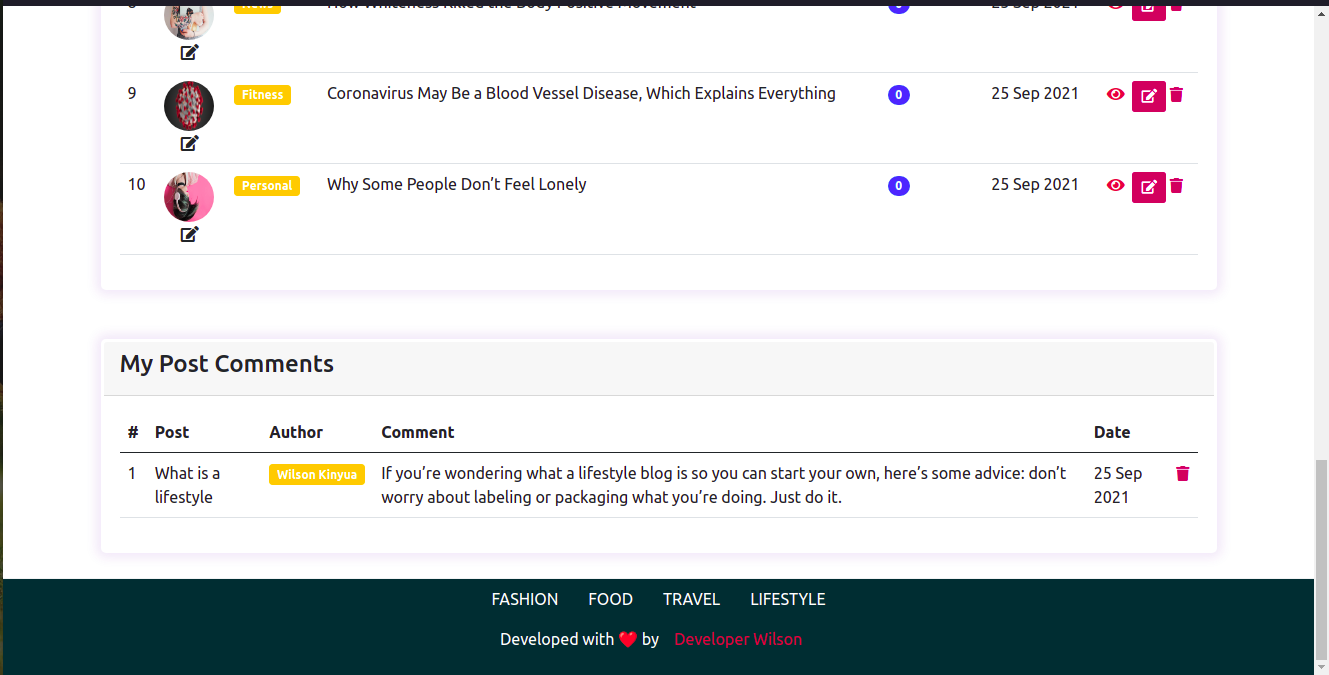 How Whiteness Killed the Body Positive Movement 25 Sep 2021
9 Fitness Coronavirus May Be a Blood Vessel Disease, Which Explains Everything 0 25 Sep 2021
10 Personal Why Some People Don’t Feel Lonely 0 25 Sep 2021
My Post Comments
# Post Author Comment Date
1 What is a Wilson Kinyua If you’re wondering what a lifestyle blog is so you can start your own, here’s some advice: don’t 25 Sep
lifestyle worry about labeling or packaging what you’re doing. Just do it. 2021
FASHION FOOD TRAVEL LIFESTYLE
Developed with ❤️ by Developer Wilson